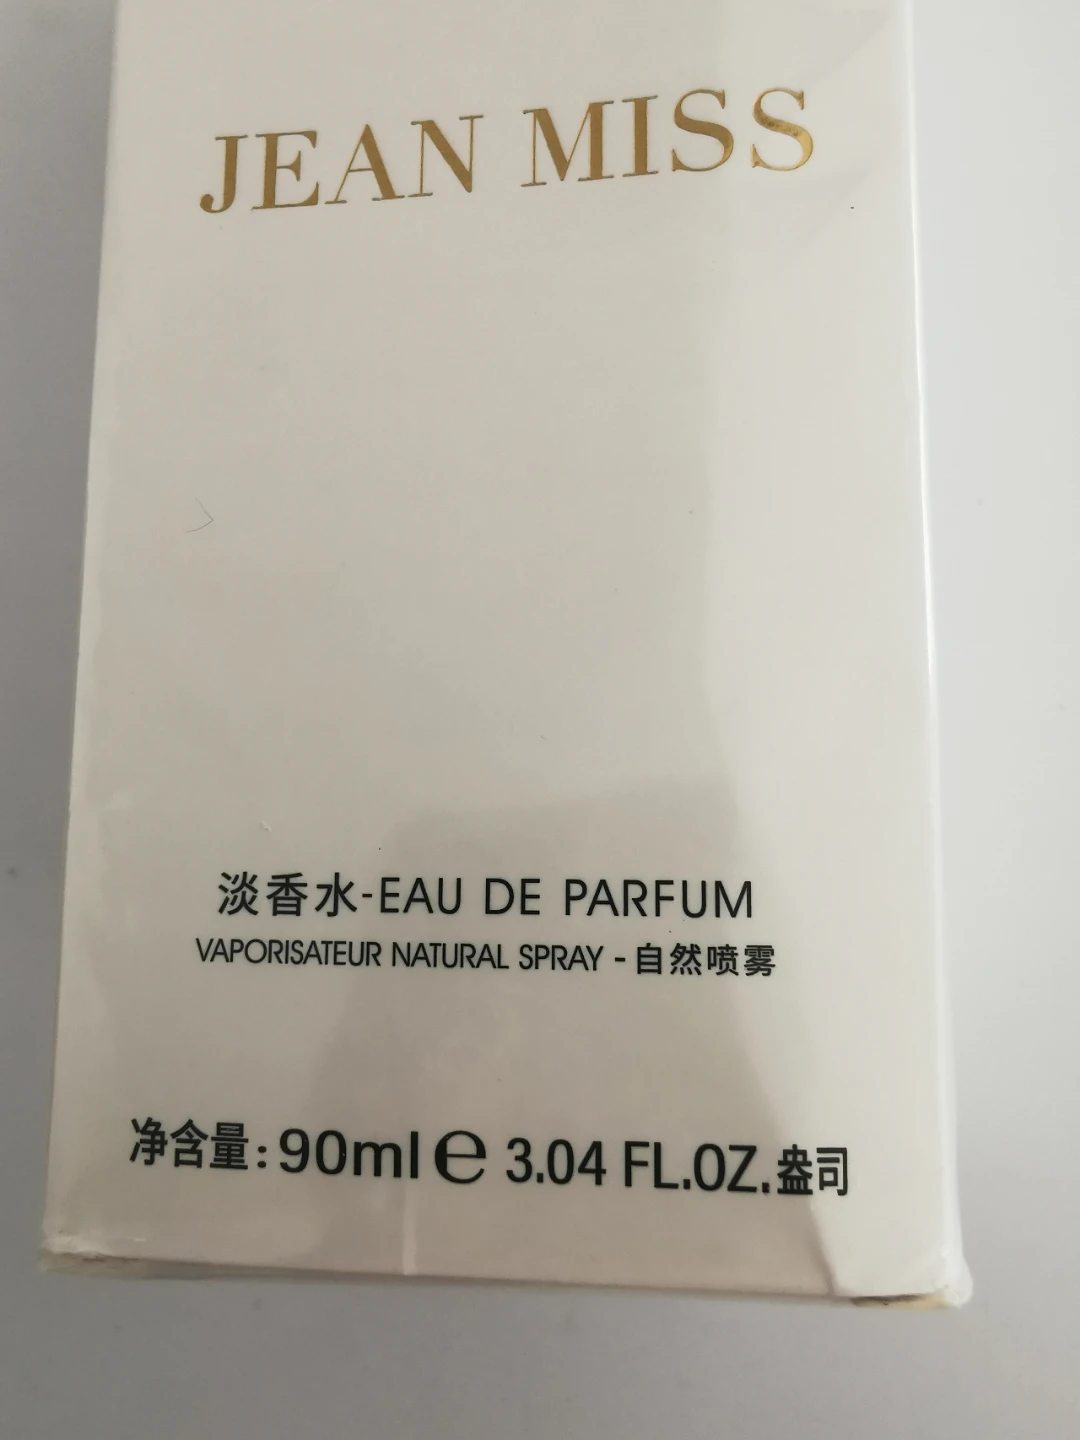 JEAN MISS
淡香水-EAU DE PARFUM
VAPORISATEUR NATURAL SPRAY -自然喷雾
净含量:90ml℮ 3.04 FL.OZ.盎司